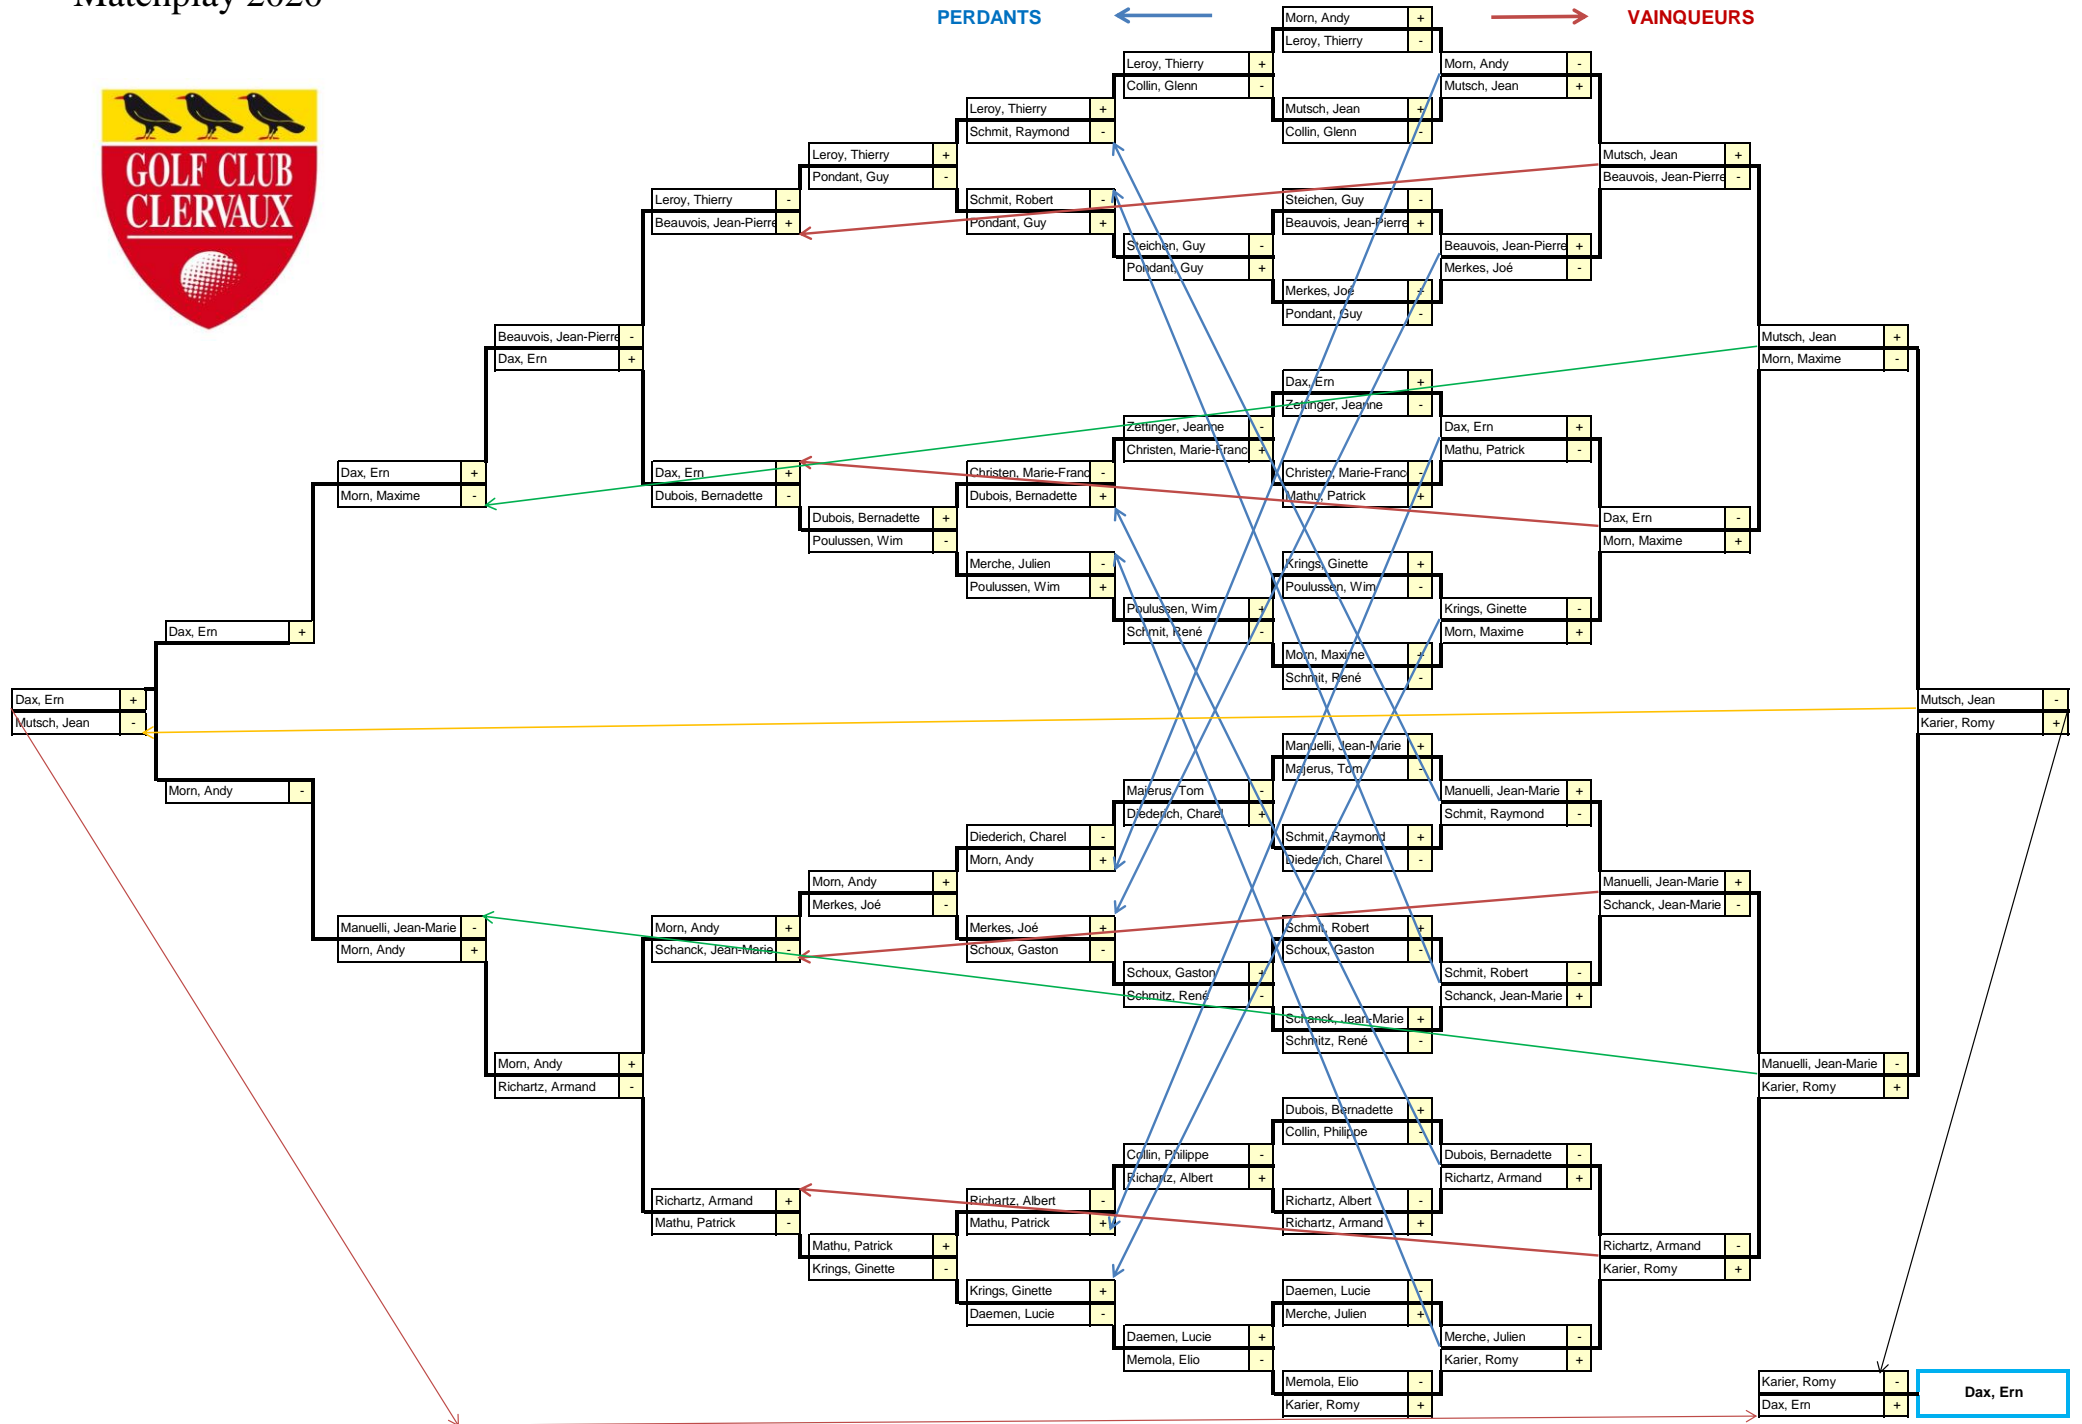 Matchplay 2020
GOLF CLUB
CLERVAUX
PERDANTS
VAINQUEURS
Dax, Ern +
Mutsch, Jean -
Dax, Ern +
Morn, Andy -
Dax, Ern +
Morn, Maxime -
Manuelli, Jean-Marie -
Morn, Andy +
Beauvois, Jean-Pierre -
Dax, Ern +
Morn, Andy +
Richartz, Armand -
Leroy, Thierry -
Beauvois, Jean-Pierre +
Dax, Ern +
Dubois, Bernadette -
Morn, Andy +
Schanck, Jean-Marie -
Richartz, Armand +
Mathu, Patrick -
Leroy, Thierry +
Pondant, Guy -
Dubois, Bernadette +
Poulussen, Wim -
Morn, Andy +
Merkes, Joé -
Mathu, Patrick +
Krings, Ginette -
Leroy, Thierry +
Schmit, Raymond -
Schmit, Robert -
Pondant, Guy +
Christen, Marie-Franc -
Dubois, Bernadette +
Merche, Julien -
Poulussen, Wim +
Diederich, Charel -
Morn, Andy +
Merkes, Joé +
Schoux, Gaston -
Richartz, Albert -
Mathu, Patrick +
Krings, Ginette +
Daemen, Lucie -
Leroy, Thierry +
Collin, Glenn -
Steichen, Guy -
Pondant, Guy +
Zettinger, Jeanne -
Christen, Marie-Franc +
Poulussen, Wim +
Schmit, René -
Majerus, Tom -
Diederich, Charel +
Schoux, Gaston +
Schmitz, René -
Collin, Philippe -
Richartz, Albert +
Daemen, Lucie +
Memola, Elio -
Morn, Andy +
Leroy, Thierry -
Mutsch, Jean +
Collin, Glenn -
Steichen, Guy -
Beauvois, Jean-Pierre +
Merkes, Joé +
Pondant, Guy -
Dax, Ern +
Zettinger, Jeanne -
Christen, Marie-Franc -
Mathu, Patrick +
Krings, Ginette +
Poulussen, Wim -
Morn, Maxime +
Schmit, René -
Manuelli, Jean-Marie +
Majerus, Tom -
Schmit, Raymond +
Diederich, Charel -
Schmit, Robert +
Schoux, Gaston -
Schanck, Jean-Marie +
Schmitz, René -
Dubois, Bernadette +
Collin, Philippe -
Richartz, Albert -
Richartz, Armand +
Daemen, Lucie -
Merche, Julien +
Memola, Elio -
Karier, Romy +
Morn, Andy -
Mutsch, Jean +
Beauvois, Jean-Pierre +
Merkes, Joé -
Dax, Ern +
Mathu, Patrick -
Krings, Ginette -
Morn, Maxime +
Manuelli, Jean-Marie +
Schmit, Raymond -
Schmit, Robert -
Schanck, Jean-Marie +
Dubois, Bernadette -
Richartz, Armand +
Merche, Julien -
Karier, Romy +
Mutsch, Jean +
Beauvois, Jean-Pierre -
Dax, Ern -
Morn, Maxime +
Manuelli, Jean-Marie +
Schanck, Jean-Marie -
Richartz, Armand -
Karier, Romy +
Mutsch, Jean +
Morn, Maxime -
Manuelli, Jean-Marie -
Karier, Romy +
Mutsch, Jean -
Karier, Romy +
Karier, Romy -
Dax, Ern +
Dax, Ern